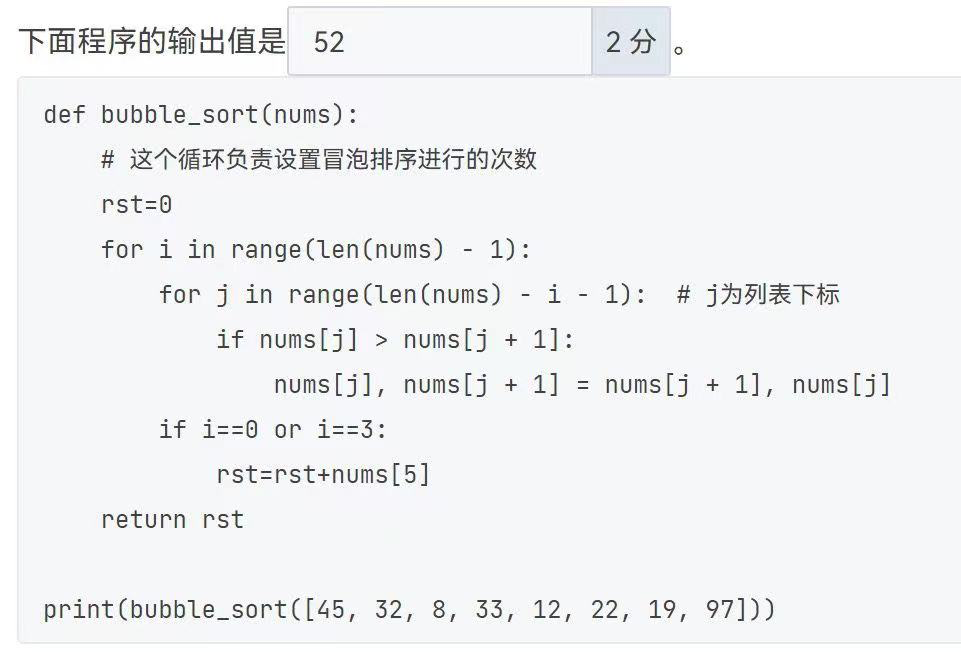 下面程序的输出值是 52 2 分 。
def bubble_sort(nums):
    # 这个循环负责设置冒泡排序进行的次数
    rst=0
    for i in range(len(nums) - 1):
        for j in range(len(nums) - i - 1):  # j为列表下标
            if nums[j] > nums[j + 1]:
                nums[j], nums[j + 1] = nums[j + 1], nums[j]
        if i==0 or i==3:
            rst=rst+nums[5]
    return rst
print(bubble_sort([45, 32, 8, 33, 12, 22, 19, 97]))